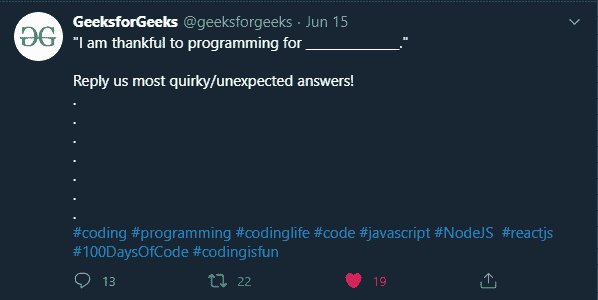 GeeksforGeeks @geeksforgeeks · Jun 15
"I am thankful to programming for ______________."
Reply us most quirky/unexpected answers!
.
.
.
.
.
.
.
#coding #programming #codinglife #code #javascript #NodeJS #reactjs
#100DaysOfCode #codingisfun
13 22 19